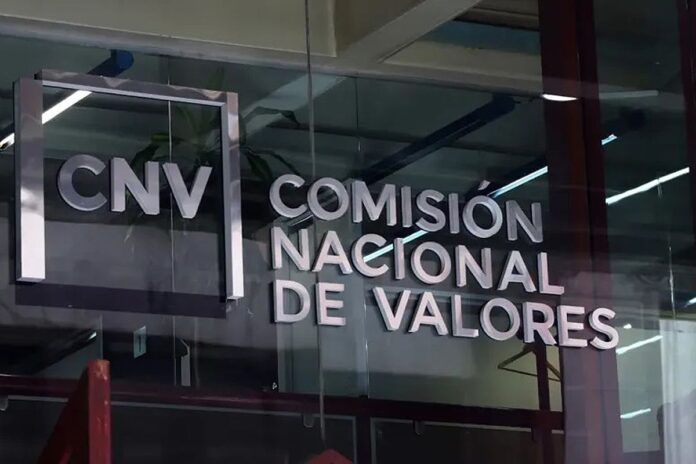 CNV
COMISIÓN
NACIONAL
DE VALORES